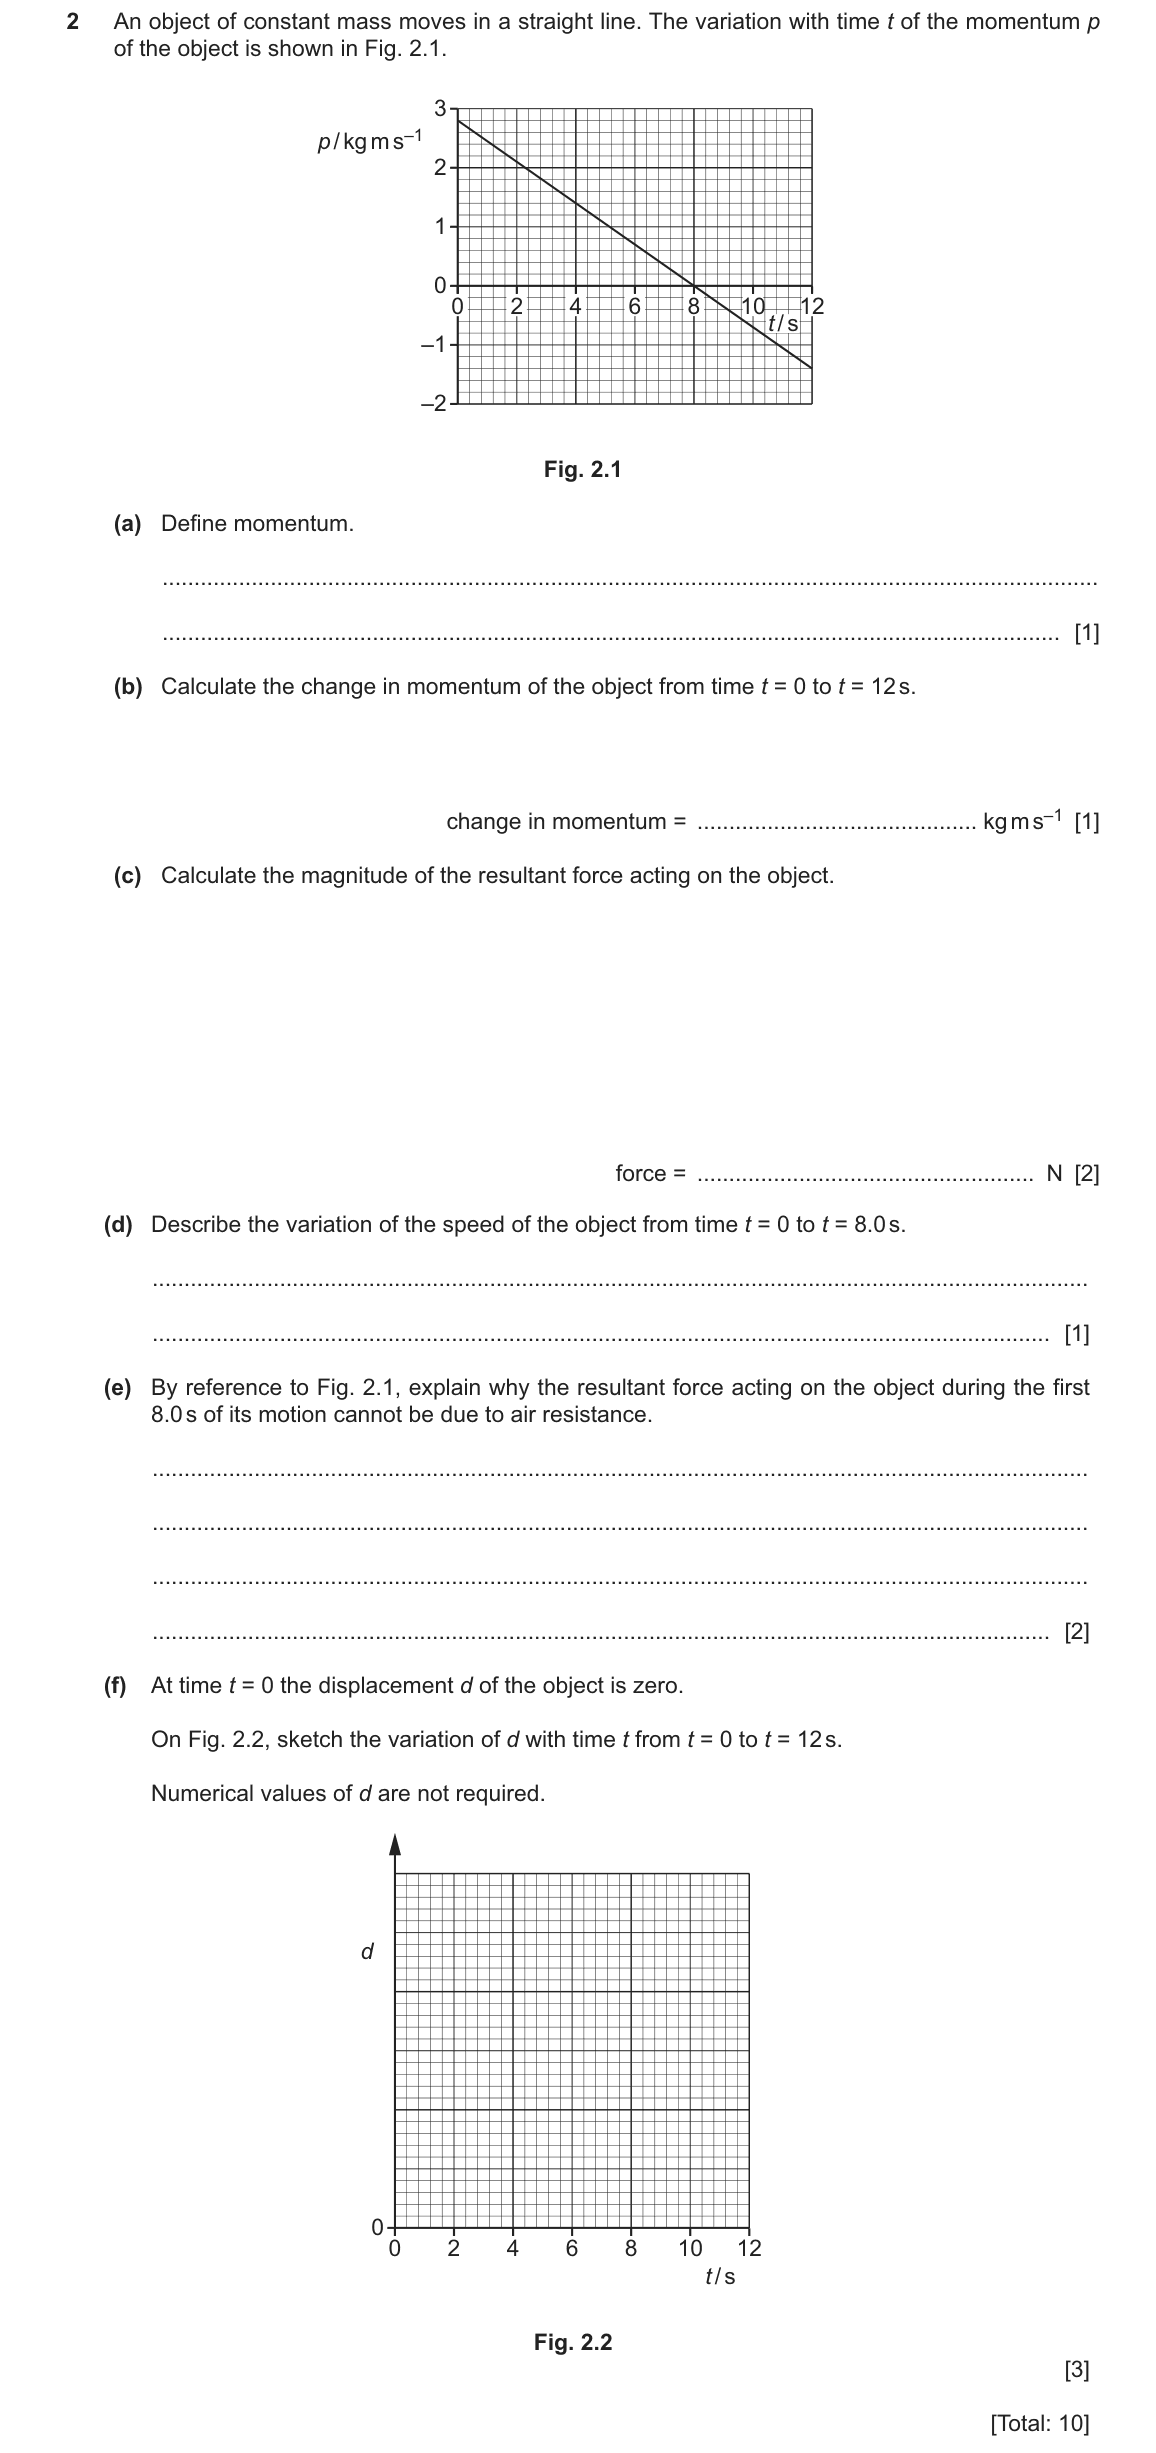 2 An object of constant mass moves in a straight line. The variation with time t of the momentum p
of the object is shown in Fig. 2.1.
3
p / kg m s⁻¹
2
1
0
0 2 4 6 8 10 12
t / s
–1
–2
Fig. 2.1
(a) Define momentum.
..........................................................................................
.......................................................................................... [1]
(b) Calculate the change in momentum of the object from time t = 0 to t = 12 s.
change in momentum = ............................................ kg m s⁻¹ [1]
(c) Calculate the magnitude of the resultant force acting on the object.
force = ..................................................... N [2]
(d) Describe the variation of the speed of the object from time t = 0 to t = 8.0 s.
..........................................................................................
.......................................................................................... [1]
(e) By reference to Fig. 2.1, explain why the resultant force acting on the object during the first
8.0 s of its motion cannot be due to air resistance.
..........................................................................................
..........................................................................................
..........................................................................................
.......................................................................................... [2]
(f) At time t = 0 the displacement d of the object is zero.
On Fig. 2.2, sketch the variation of d with time t from t = 0 to t = 12 s.
Numerical values of d are not required.
d
0
0 2 4 6 8 10 12
t / s
Fig. 2.2
[3]
[Total: 10]